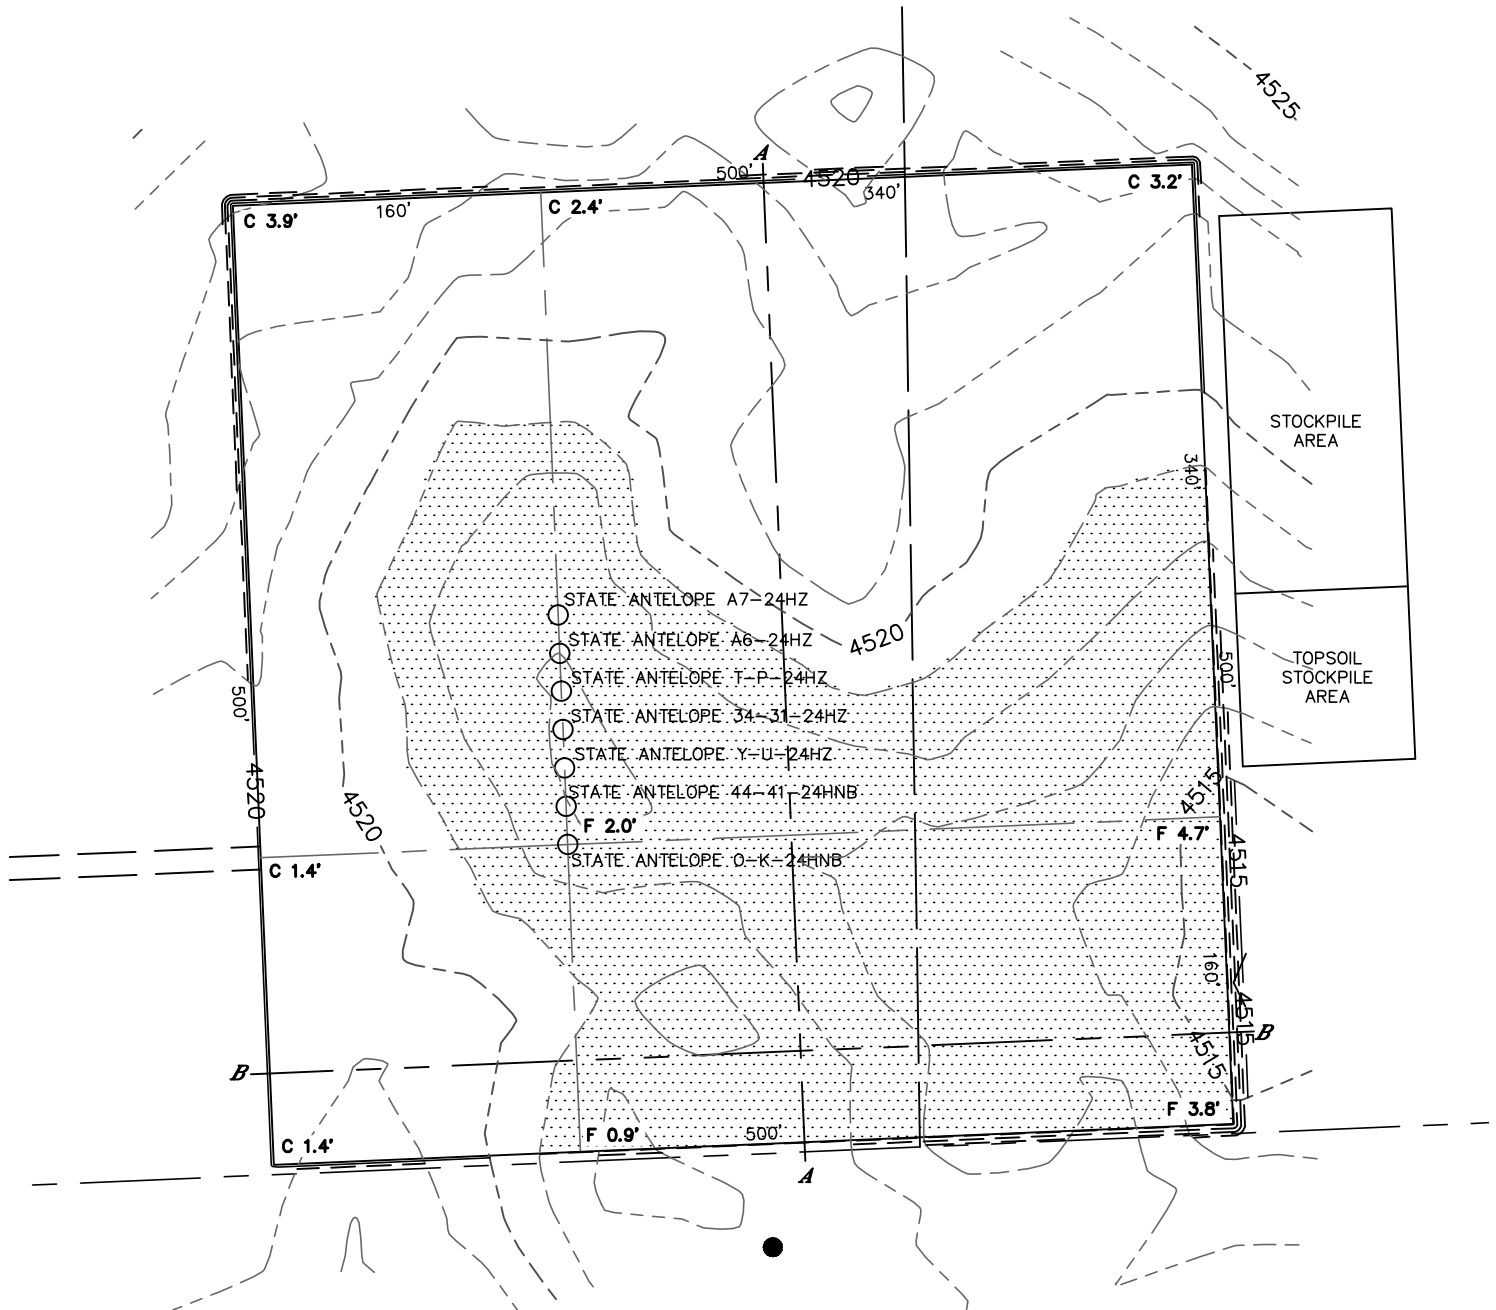 4525
A
500'
4520
340'
C 3.2'
C 3.9'
160'
C 2.4'
STOCKPILE
AREA
340'
STATE ANTELOPE A7-24HZ
STATE ANTELOPE A6-24HZ
4520
STATE ANTELOPE T-P-24HZ
TOPSOIL
STOCKPILE
AREA
500'
500'
STATE ANTELOPE 34-31-24HZ
STATE ANTELOPE Y-U-24HZ
4520
4520
STATE ANTELOPE 44-41-24HNB
4515
F 2.0'
F 4.7'
STATE ANTELOPE O-K-24HNB
C 1.4'
4515
160'
4515
B
B
4515
F 3.8'
C 1.4'
F 0.9'
500'
A